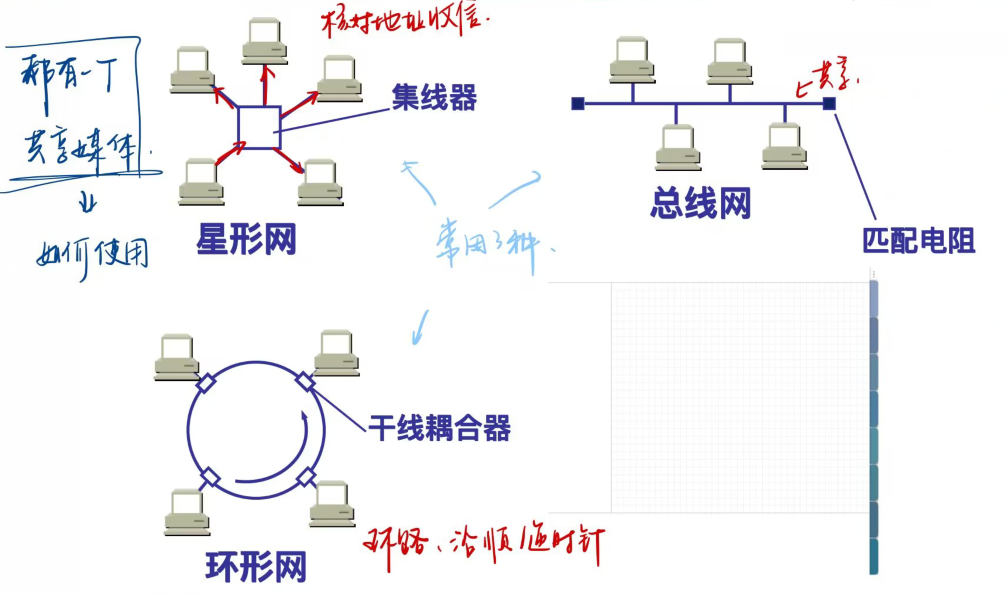 核对地址收信.
都有一个
共享媒体.
如何使用
集线器
星形网
共享.
总线网
匹配电阻
常用3种.
干线耦合器
环形网
环路、沿顺/逆时针